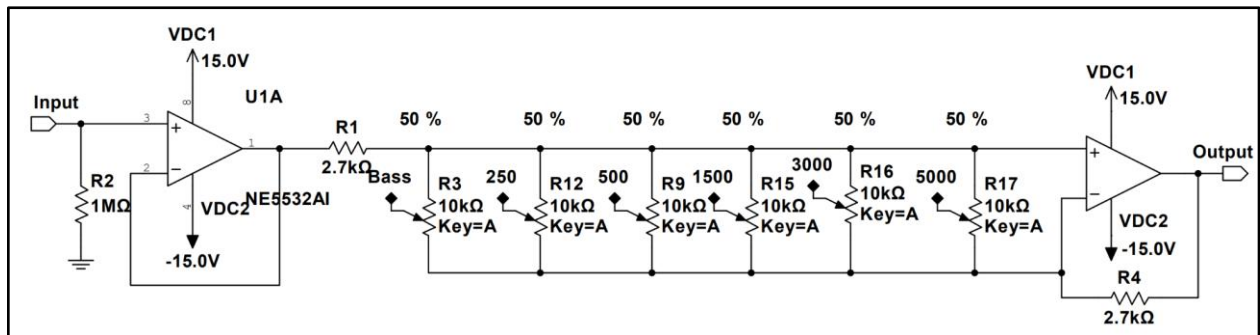 VDC1
15.0V
Input
U1A
8
3
1
2
4
R2
1MΩ
VDC2
NE5532AI
-15.0V
R1
2.7kΩ
50 %
50 %
50 %
50 %
50 %
50 %
Bass
R3
10kΩ
Key=A
250
R12
10kΩ
Key=A
500
R9
10kΩ
Key=A
1500
R15
10kΩ
Key=A
3000
R16
10kΩ
Key=A
5000
R17
10kΩ
Key=A
VDC1
15.0V
Output
VDC2
-15.0V
R4
2.7kΩ